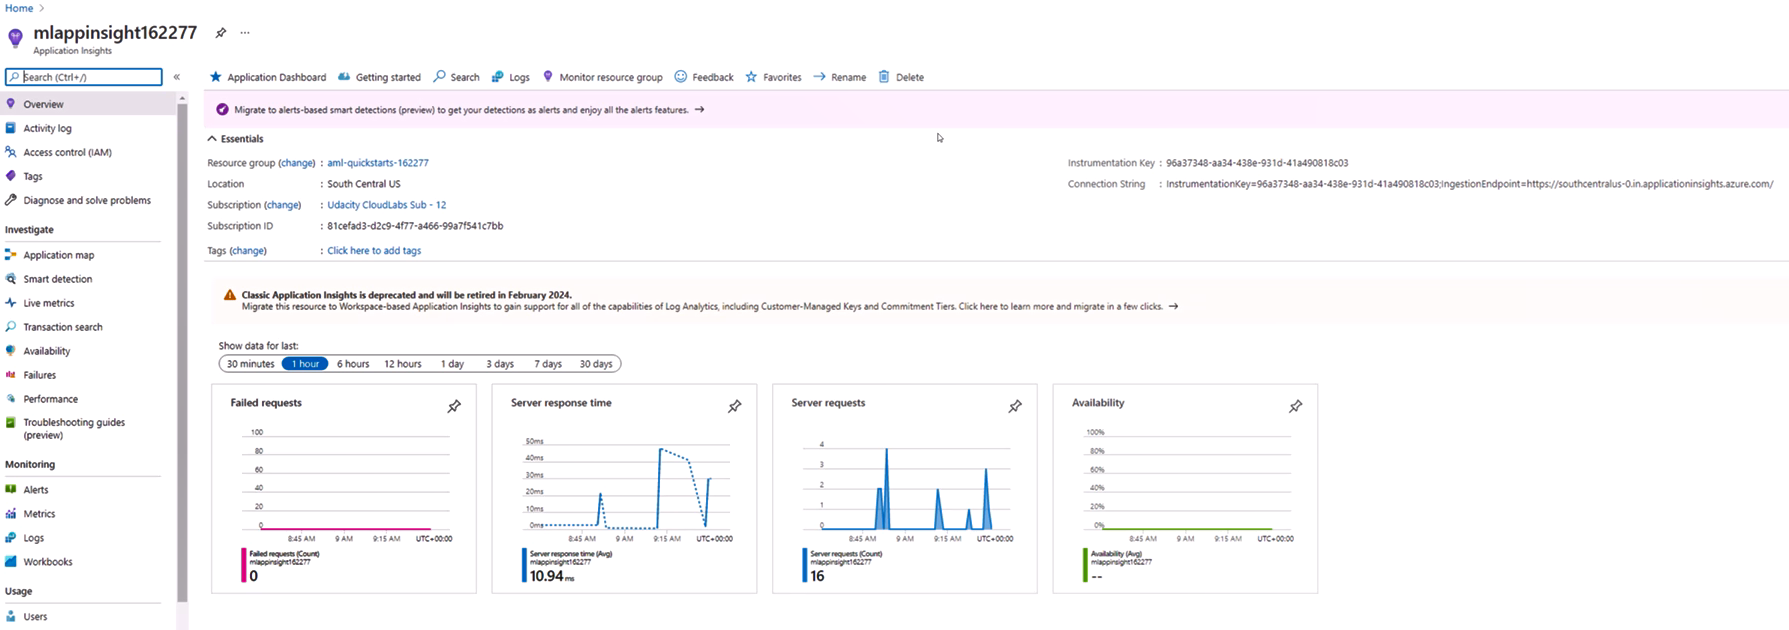 Home >
mlappinsight162277
Application Insights
Search (Ctrl+/)
«
Application Dashboard
Getting started
Search
Logs
Monitor resource group
Feedback
Favorites
Rename
Delete
Overview
Activity log
Access control (IAM)
Tags
Diagnose and solve problems
Investigate
Application map
Smart detection
Live metrics
Transaction search
Availability
Failures
Performance
Troubleshooting guides
(preview)
Monitoring
Alerts
Metrics
Logs
Workbooks
Usage
Users
Migrate to alerts-based smart detections (preview) to get your detections as alerts and enjoy all the alerts features. →
Essentials
Resource group (change) : aml-quickstarts-162277
Location : South Central US
Subscription (change) : Udacity CloudLabs Sub - 12
Subscription ID : 81cefad3-d2c9-4f77-a466-99a7f541c7bb
Tags (change) : Click here to add tags
Instrumentation Key : 96a37348-aa34-438e-931d-41a490818c03
Connection String : InstrumentationKey=96a37348-aa34-438e-931d-41a490818c03;IngestionEndpoint=https://southcentralus-0.in.applicationinsights.azure.com/
Classic Application Insights is deprecated and will be retired in February 2024.
Migrate this resource to Workspace-based Application Insights to gain support for all of the capabilities of Log Analytics, including Customer-Managed Keys and Commitment Tiers. Click here to learn more and migrate in a few clicks. →
Show data for last:
30 minutes 1 hour 6 hours 12 hours 1 day 3 days 7 days 30 days
Failed requests
100
80
60
40
20
0
8:45 AM 9 AM 9:15 AM UTC+00:00
Failed requests (Count)
mlappinsight162277
0
Server response time
50ms
40ms
30ms
20ms
10ms
0ms
8:45 AM 9 AM 9:15 AM UTC+00:00
Server response time (Avg)
mlappinsight162277
10.94 ms
Server requests
4
3
2
1
0
8:45 AM 9 AM 9:15 AM UTC+00:00
Server requests (Count)
mlappinsight162277
16
Availability
100%
80%
60%
40%
20%
0%
8:45 AM 9 AM 9:15 AM UTC+00:00
Availability (Avg)
mlappinsight162277
--